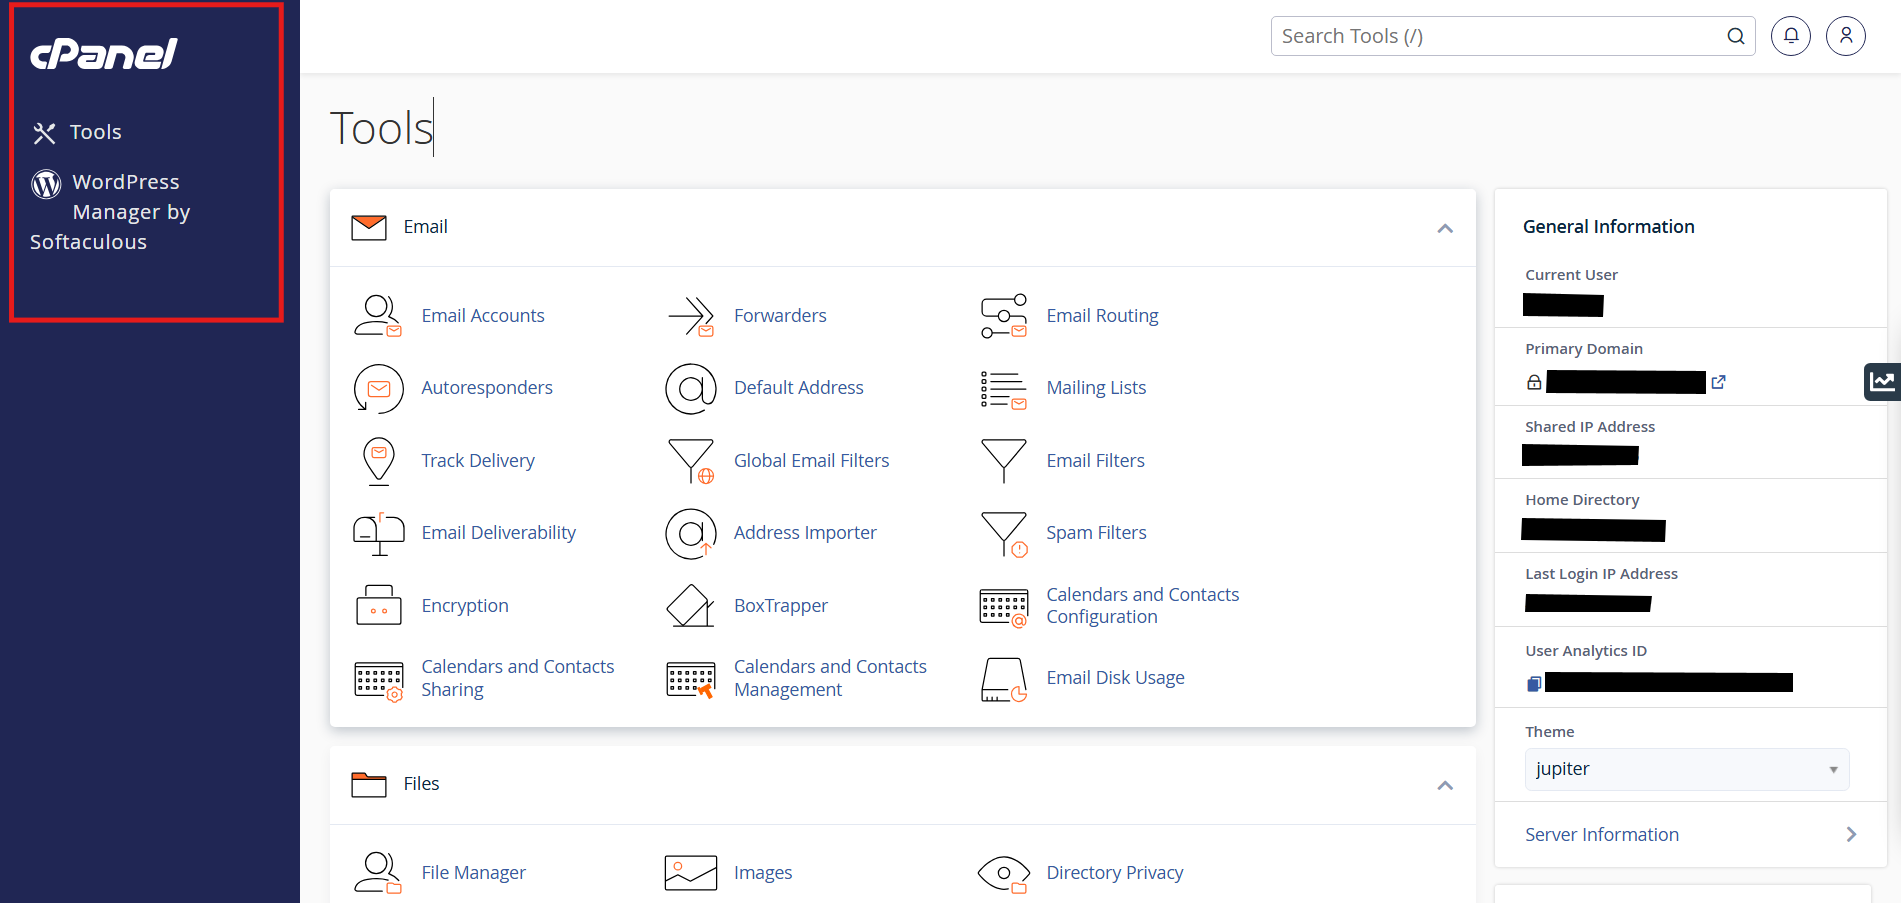 cPanel
Tools
WordPress
Manager by
Softaculous
Search Tools (/)
Tools
Email
Email Accounts
Forwarders
Email Routing
Autoresponders
Default Address
Mailing Lists
Track Delivery
Global Email Filters
Email Filters
Email Deliverability
Address Importer
Spam Filters
Encryption
BoxTrapper
Calendars and Contacts
Configuration
Calendars and Contacts
Sharing
Calendars and Contacts
Management
Email Disk Usage
Files
File Manager
Images
Directory Privacy
General Information
Current User
Primary Domain
Shared IP Address
Home Directory
Last Login IP Address
User Analytics ID
Theme
jupiter
Server Information